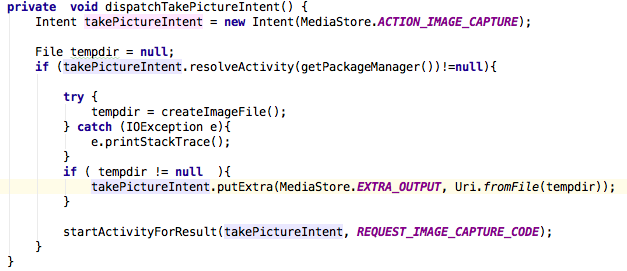 private  void dispatchTakePictureIntent() {
    Intent takePictureIntent = new Intent(MediaStore.ACTION_IMAGE_CAPTURE);

    File tempdir = null;
    if (takePictureIntent.resolveActivity(getPackageManager())!=null){

        try {
            tempdir = createImageFile();
        } catch (IOException e){
            e.printStackTrace();
        }
        if ( tempdir != null  ){
            takePictureIntent.putExtra(MediaStore.EXTRA_OUTPUT, Uri.fromFile(tempdir));
        }

        startActivityForResult(takePictureIntent, REQUEST_IMAGE_CAPTURE_CODE);
    }
}